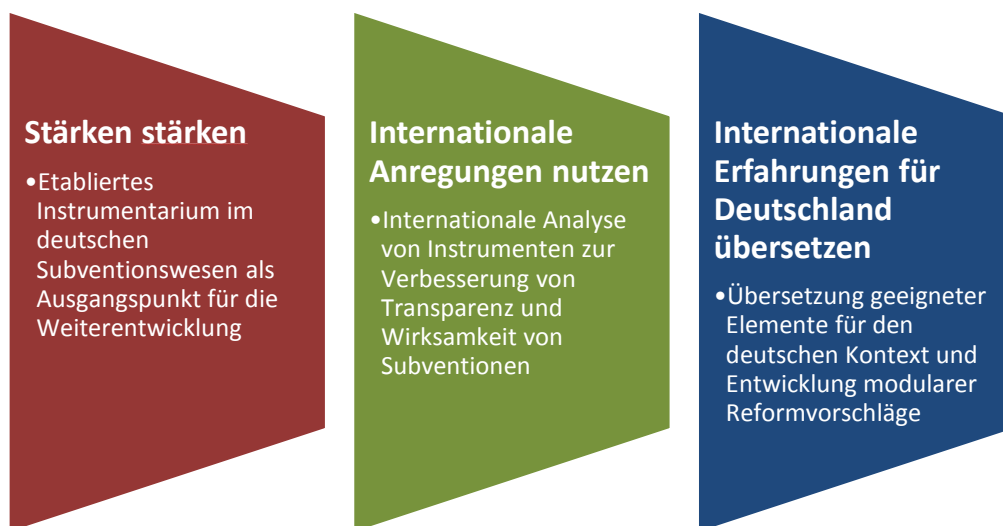 Stärken stärken
•Etabliertes
Instrumentarium im
deutschen
Subventionswesen als
Ausgangspunkt für die
Weiterentwicklung
Internationale
Anregungen nutzen
•Internationale Analyse
von Instrumenten zur
Verbesserung von
Transparenz und
Wirksamkeit von
Subventionen
Internationale
Erfahrungen für
Deutschland
übersetzen
•Übersetzung geeigneter
Elemente für den
deutschen Kontext und
Entwicklung modularer
Reformvorschläge